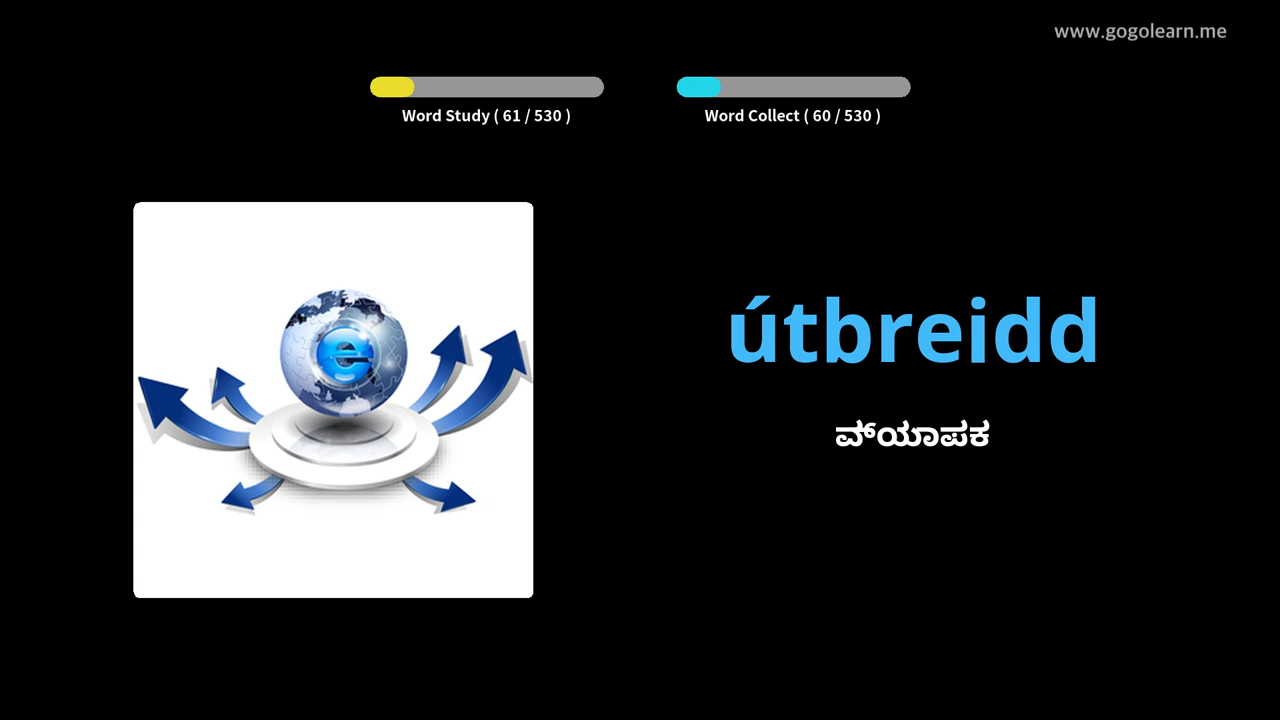 www.gogolearn.me
Word Study ( 61 / 530 )
Word Collect ( 60 / 530 )
e
útbreidd
ವ್ಯಾಪಕ